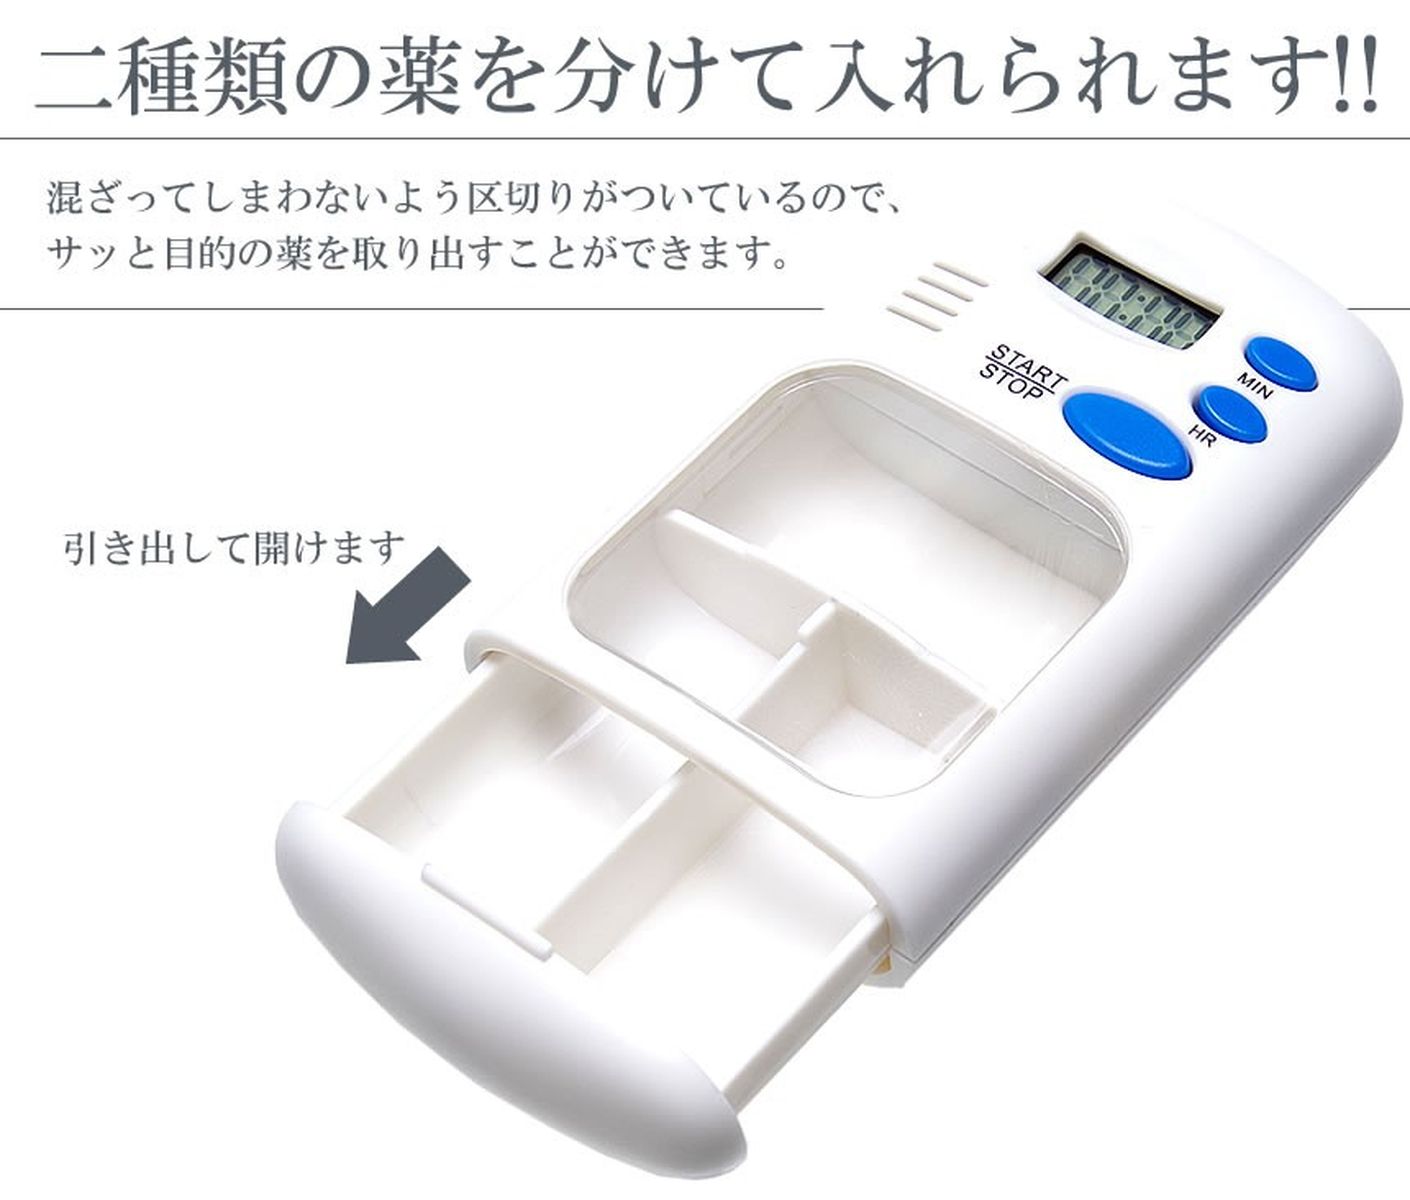 二種類の薬を分けて入れられます!!
混ざってしまわないよう区切りがついているので、
サッと目的の薬を取り出すことができます。
START
STOP
MIN
HR
引き出して開けます